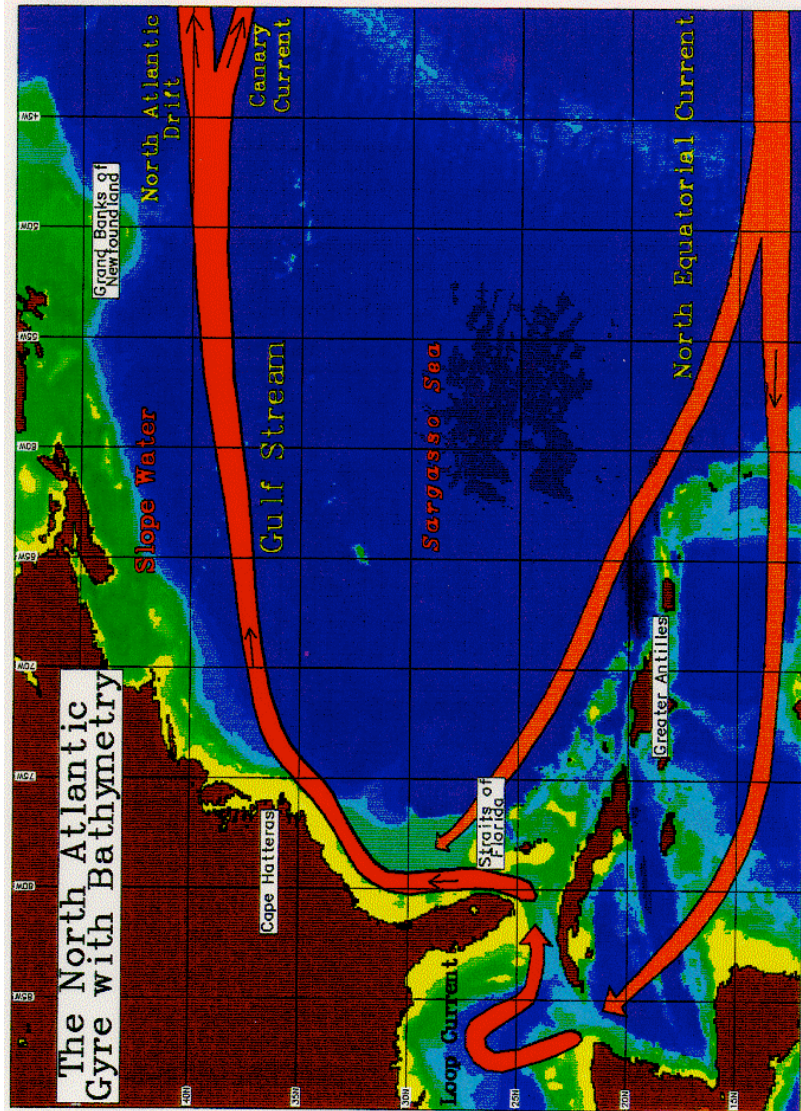 The North Atlantic
Gyre with Bathymetry
85W
80W
75W
70W
65W
60W
55W
50W
45W
Grand Banks of
Newfoundland
Slope Water
North Atlantic
Drift
40N
Cape Hatteras
Gulf Stream
Canary
Current
35N
30N
Sargasso Sea
Loop Current
Straits of
Florida
25N
20N
Greater Antilles
North Equatorial Current
15N